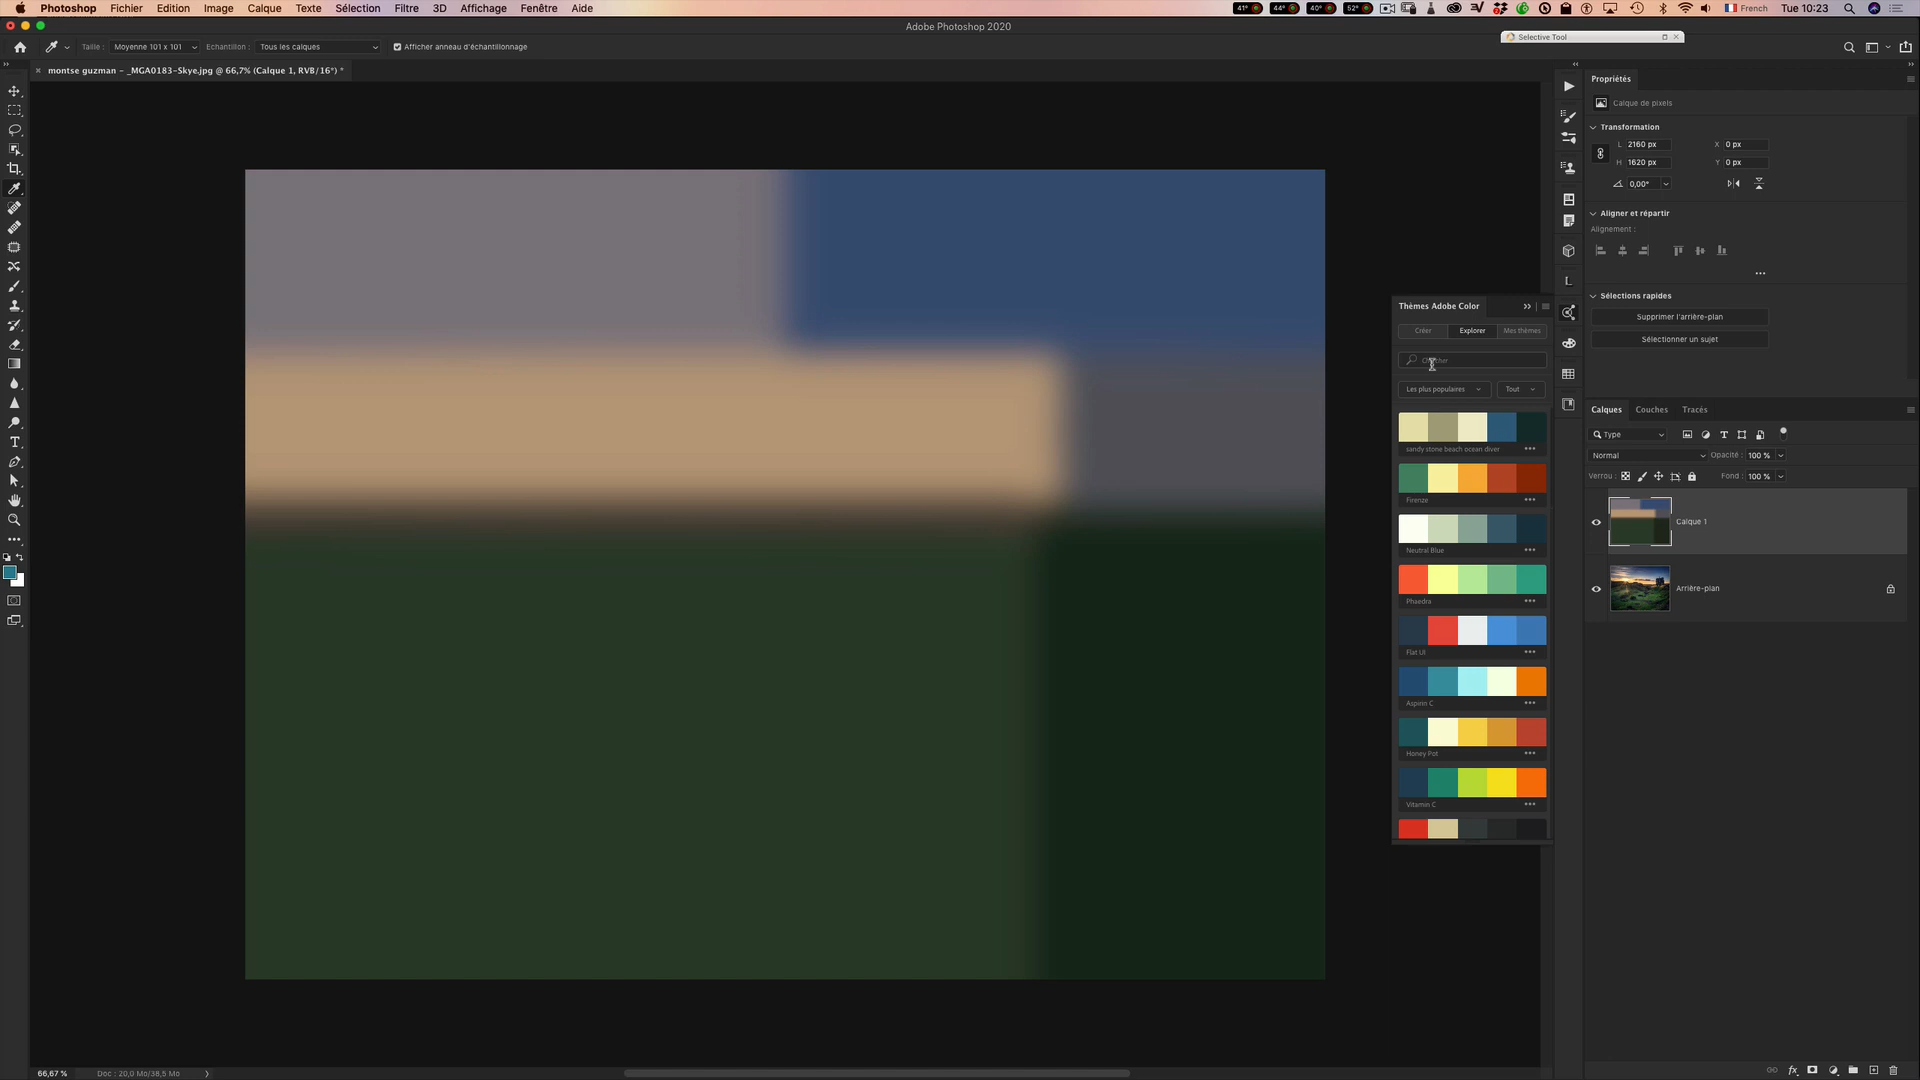 Photoshop Fichier Edition Image Calque Texte Sélection Filtre 3D Affichage Fenêtre Aide
41° 44° 40° 52° French Tue 10:23
Adobe Photoshop 2020
Selective Tool
Taille : Moyenne 101 x 101 Echantillon : Tous les calques Afficher anneau d'échantillonnage
montse guzman - _MGA0183-Skye.jpg @ 66,7% (Calque 1, RVB/16*) *
Propriétés
Calque de pixels
Transformation
L 2160 px X 0 px
H 1620 px Y 0 px
0,00°
Aligner et répartir
Alignement :
Sélections rapides
Supprimer l'arrière-plan
Sélectionner un sujet
Thèmes Adobe Color
Créer Explorer Mes thèmes
Les plus populaires Tout
sandy stone beach ocean diver
Firenze
Neutral Blue
Phaedra
Flat UI
Aspirin C
Honey Pot
Vitamin C
Calques Couches Tracés
Type
Normal Opacité : 100 %
Verrou : Fond : 100 %
Calque 1
Arrière-plan
66,67 % Doc : 20,0 Mo/38,5 Mo